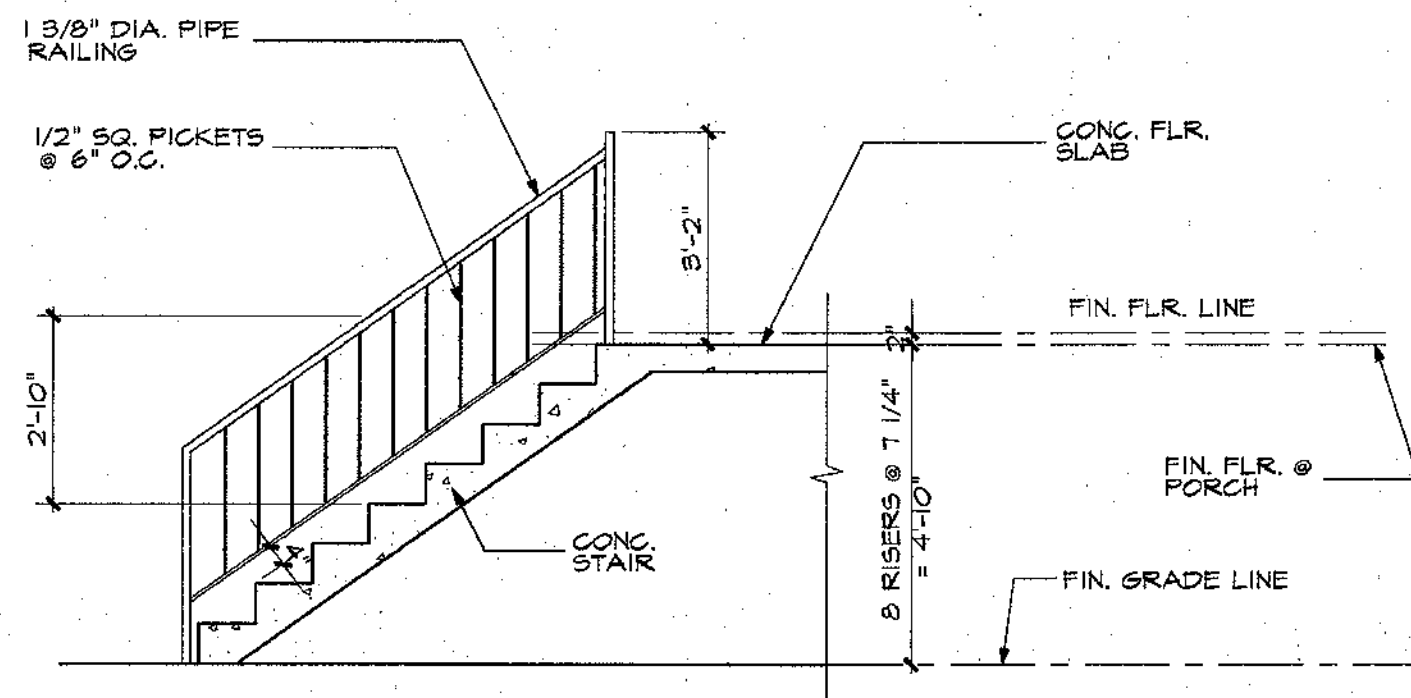 1 3/8" DIA. PIPE
RAILING
1/2" SQ. PICKETS
@ 6" O.C.
CONC. FLR.
SLAB
3'-2"
FIN. FLR. LINE
2"
2'-10"
8 RISERS @ 7 1/4"
= 4'-10"
FIN. FLR. @
PORCH
4"
CONC.
STAIR
FIN. GRADE LINE